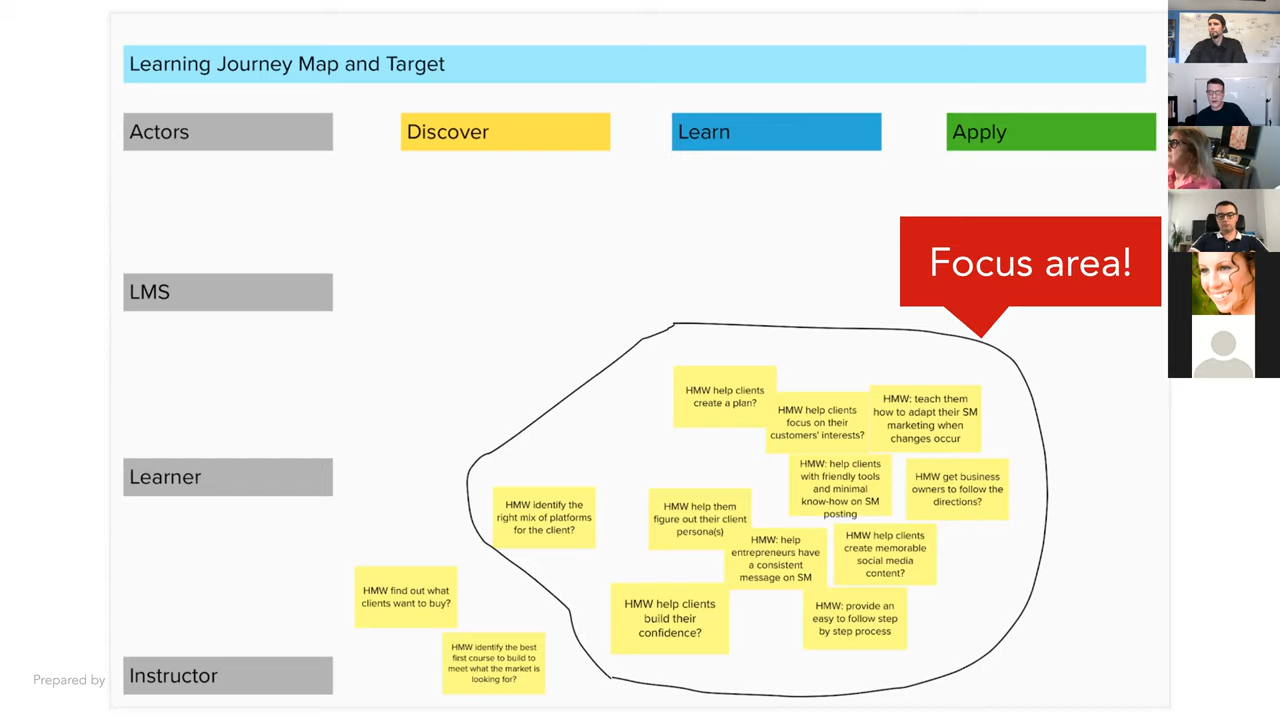 Learning Journey Map and Target
Actors
Discover
Learn
Apply
Focus area!
LMS
HMW help clients
create a plan?
HMW help clients
focus on their
customers' interests?
HMW: teach them
how to adapt their SM
marketing when
changes occur
Learner
HMW: help clients
with friendly tools
and minimal
know-how on SM
posting
HMW get business
owners to follow the
directions?
HMW identify the
right mix of platforms
for the client?
HMW help them
figure out their client
persona(s)
HMW: help
entrepreneurs have
a consistent
message on SM
HMW help clients
create memorable
social media
content?
HMW find out what
clients want to buy?
HMW help clients
build their
confidence?
HMW: provide an
easy to follow step
by step process
HMW identify the best
first course to build to
meet what the market is
looking for?
Instructor
Prepared by